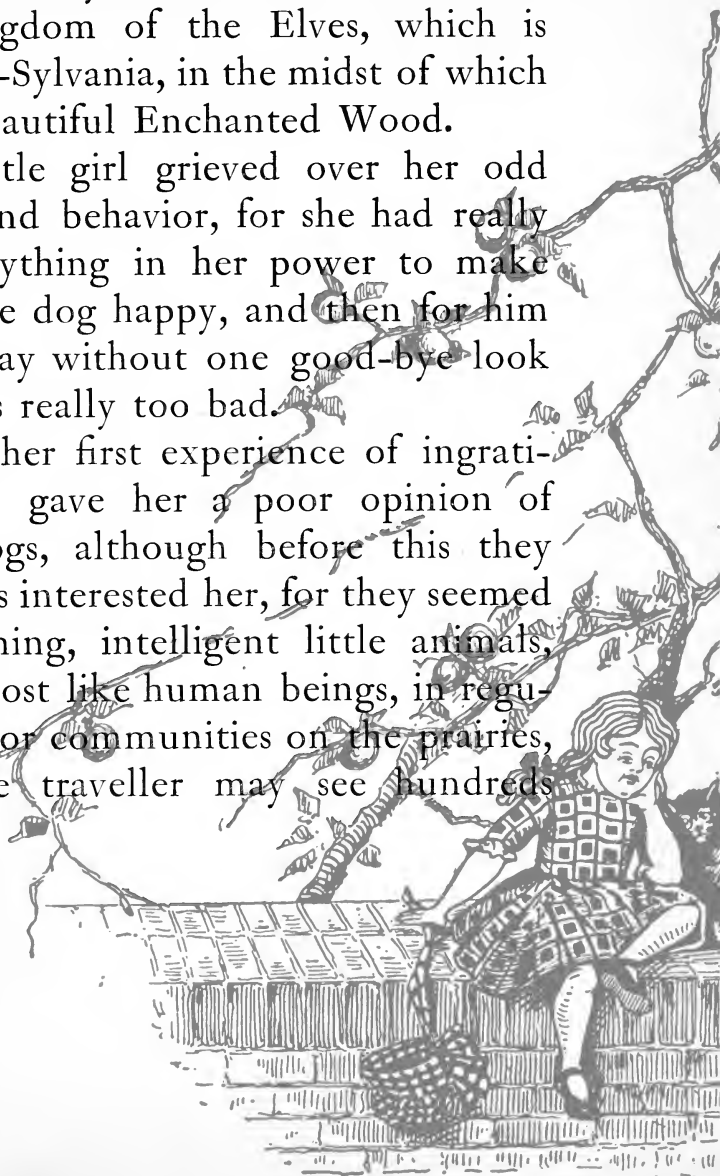 gdom of the Elves, which is
-Sylvania, in the midst of which
autiful Enchanted Wood.
tle girl grieved over her odd
nd behavior, for she had really
ything in her power to make
e dog happy, and then for him
ay without one good-bye look
s really too bad.
her first experience of ingrati-
gave her a poor opinion of
ogs, although before this they
s interested her, for they seemed
ning, intelligent little animals,
ost like human beings, in regu-
or communities on the prairies,
e traveller may see hundreds